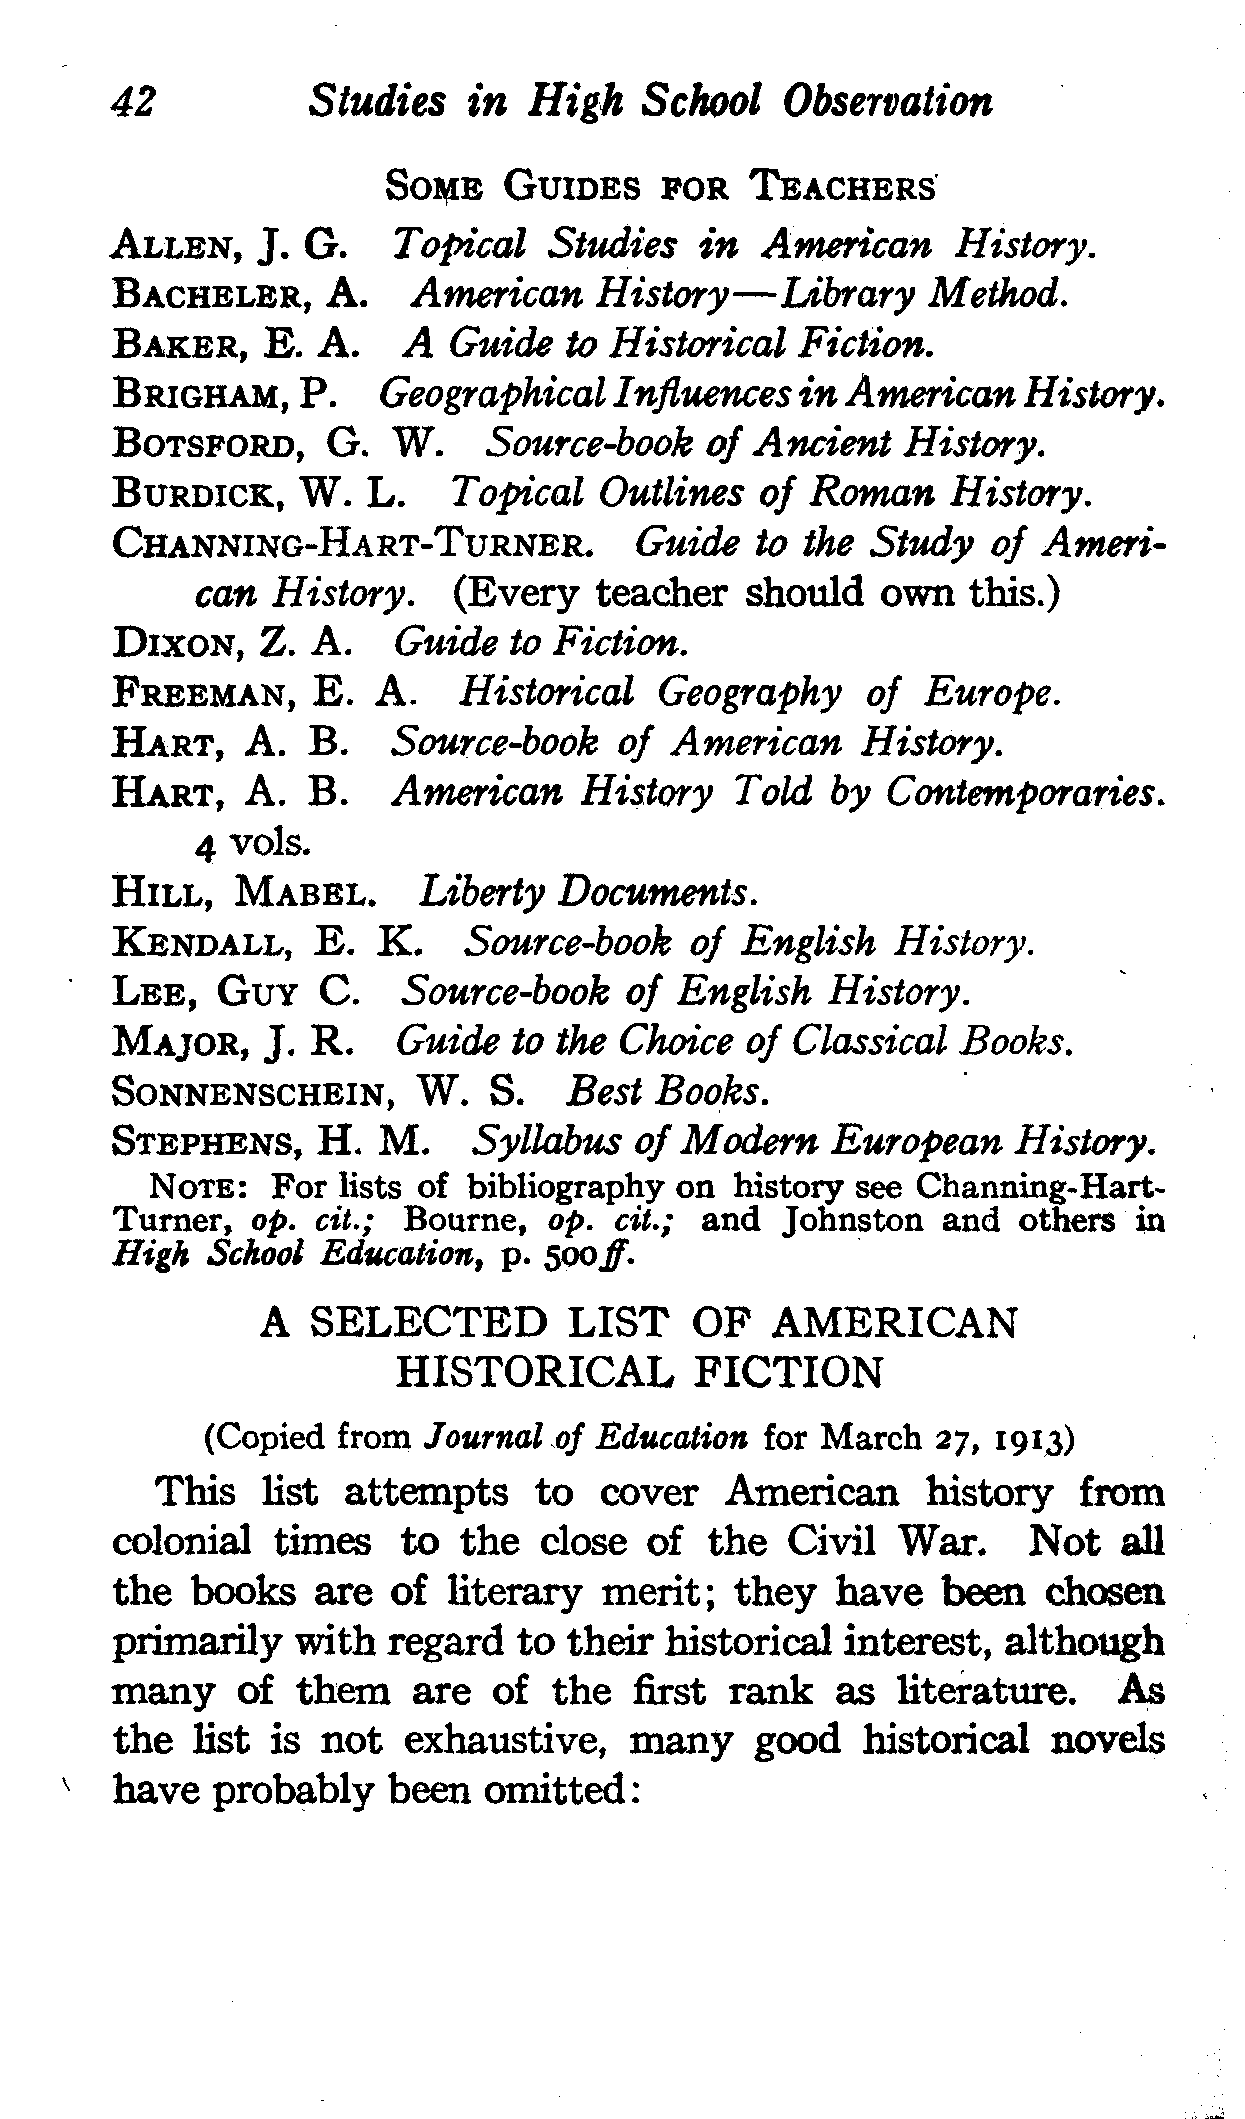 42 Studies in High School Observation
SOME GUIDES FOR TEACHERS
ALLEN, J. G. Topical Studies in American History.
BACHELER, A. American History—Library Method.
BAKER, E. A. A Guide to Historical Fiction.
BRIGHAM, P. Geographical Influences in American History.
BOTSFORD, G. W. Source-book of Ancient History.
BURDICK, W. L. Topical Outlines of Roman History.
CHANNING-HART-TURNER. Guide to the Study of Ameri-
can History. (Every teacher should own this.)
DIXON, Z. A. Guide to Fiction.
FREEMAN, E. A. Historical Geography of Europe.
HART, A. B. Source-book of American History.
HART, A. B. American History Told by Contemporaries.
4 vols.
HILL, MABEL. Liberty Documents.
KENDALL, E. K. Source-book of English History.
LEE, GUY C. Source-book of English History.
MAJOR, J. R. Guide to the Choice of Classical Books.
SONNENSCHEIN, W. S. Best Books.
STEPHENS, H. M. Syllabus of Modern European History.
NOTE: For lists of bibliography on history see Channing-Hart-
Turner, op. cit.; Bourne, op. cit.; and Johnston and others in
High School Education, p. 500ff.
A SELECTED LIST OF AMERICAN
HISTORICAL FICTION
(Copied from Journal of Education for March 27, 1913)
This list attempts to cover American history from
colonial times to the close of the Civil War. Not all
the books are of literary merit; they have been chosen
primarily with regard to their historical interest, although
many of them are of the first rank as literature. As
the list is not exhaustive, many good historical novels
have probably been omitted: